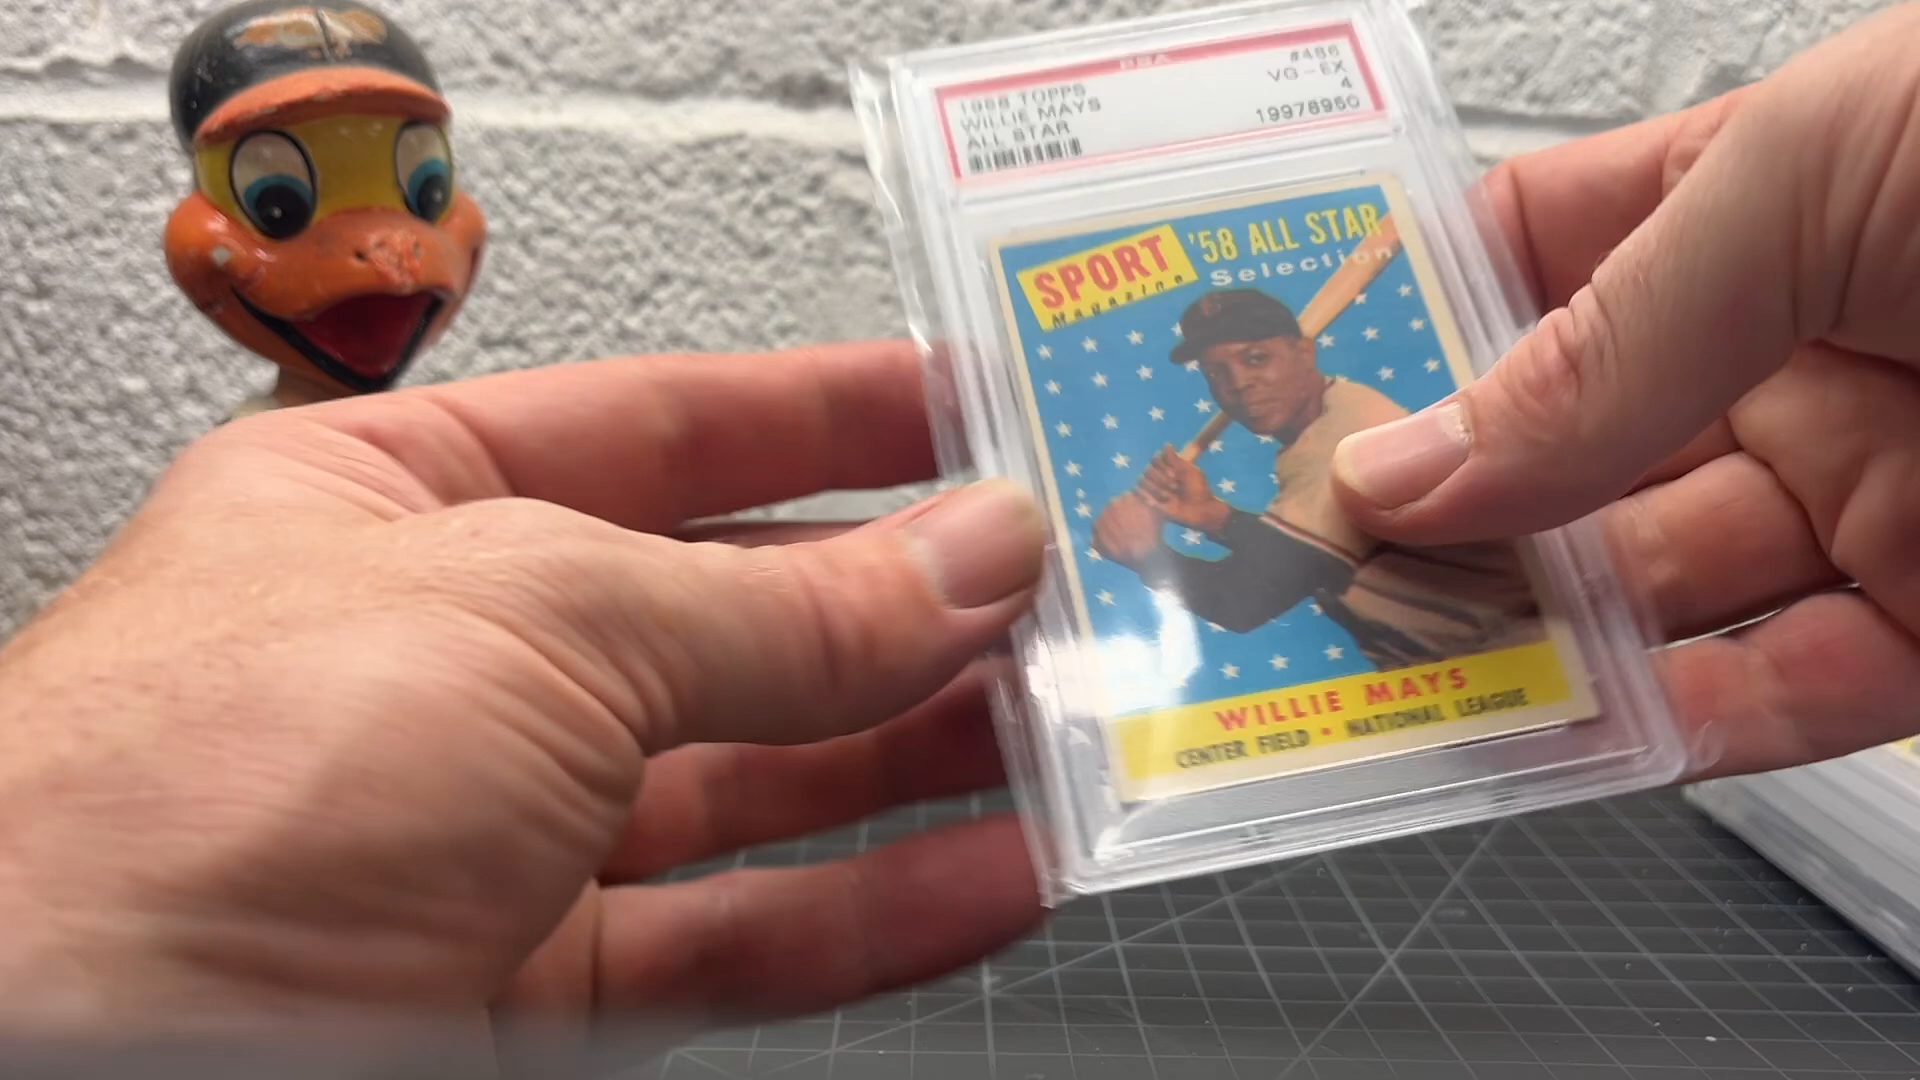 PSA
1958 TOPPS
WILLIE MAYS
ALL STAR
#486
VG-EX
4
19978950
SPORT
Magazine
'58 ALL STAR
Selection
WILLIE MAYS
CENTER FIELD • NATIONAL LEAGUE